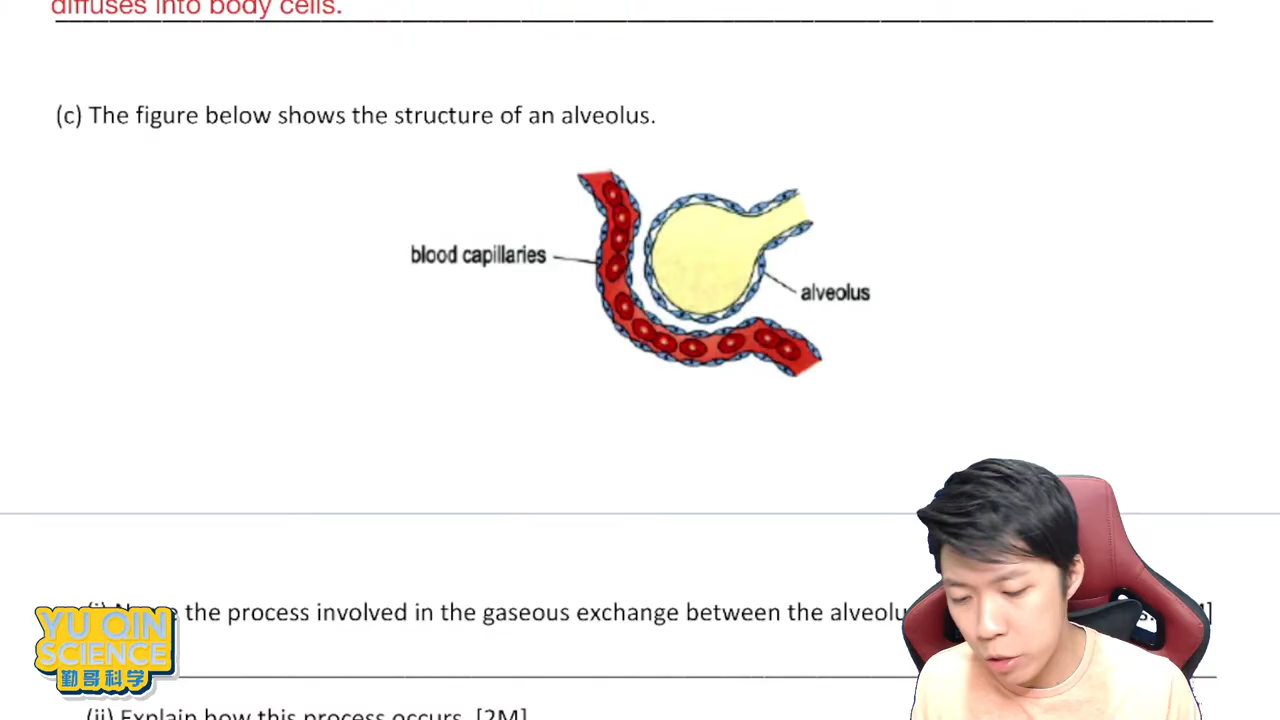 diffuses into body cells.
(c) The figure below shows the structure of an alveolus.
blood capillaries
alveolus
(i) the process involved in the gaseous exchange between the
YU QIN
SCIENCE
勤哥科学
(ii) Explain how this process occurs. [2M]